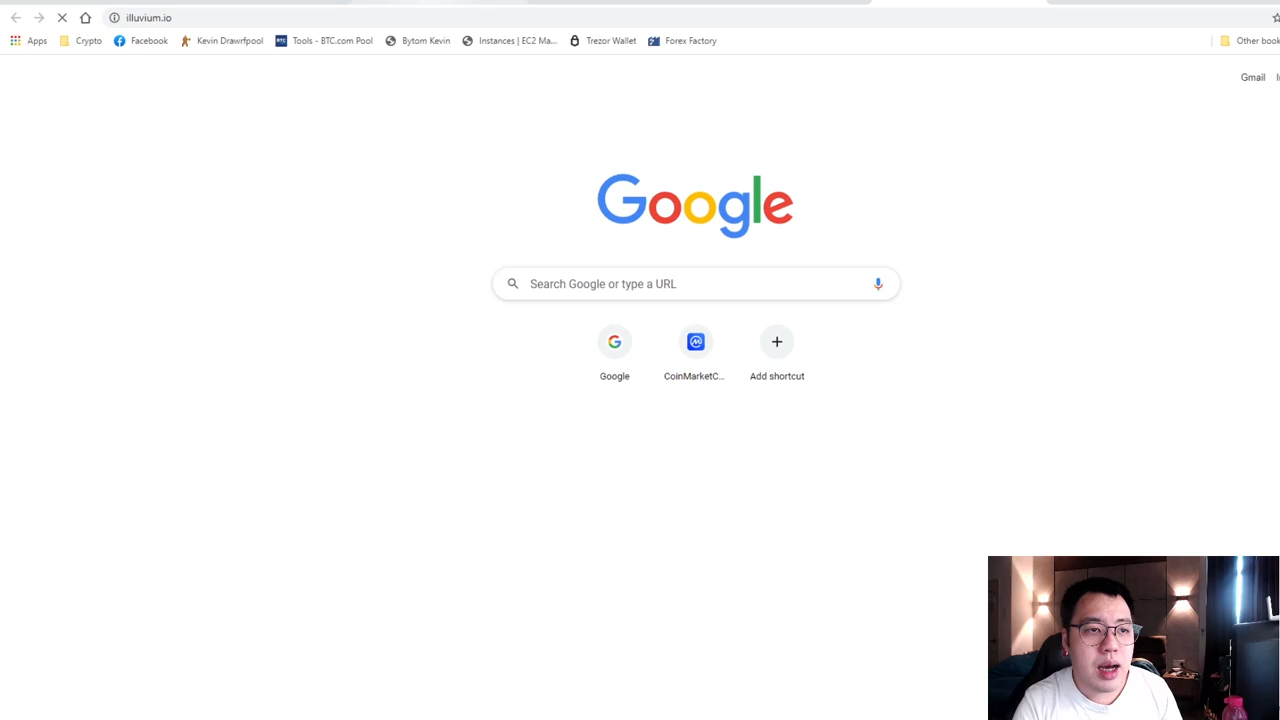 illuvium.io
Apps Crypto Facebook Kevin Drawrfpool Tools - BTC.com Pool Bytom Kevin Instances | EC2 Ma... Trezor Wallet Forex Factory Other book
Gmail
Google
Search Google or type a URL
Google CoinMarketC... Add shortcut